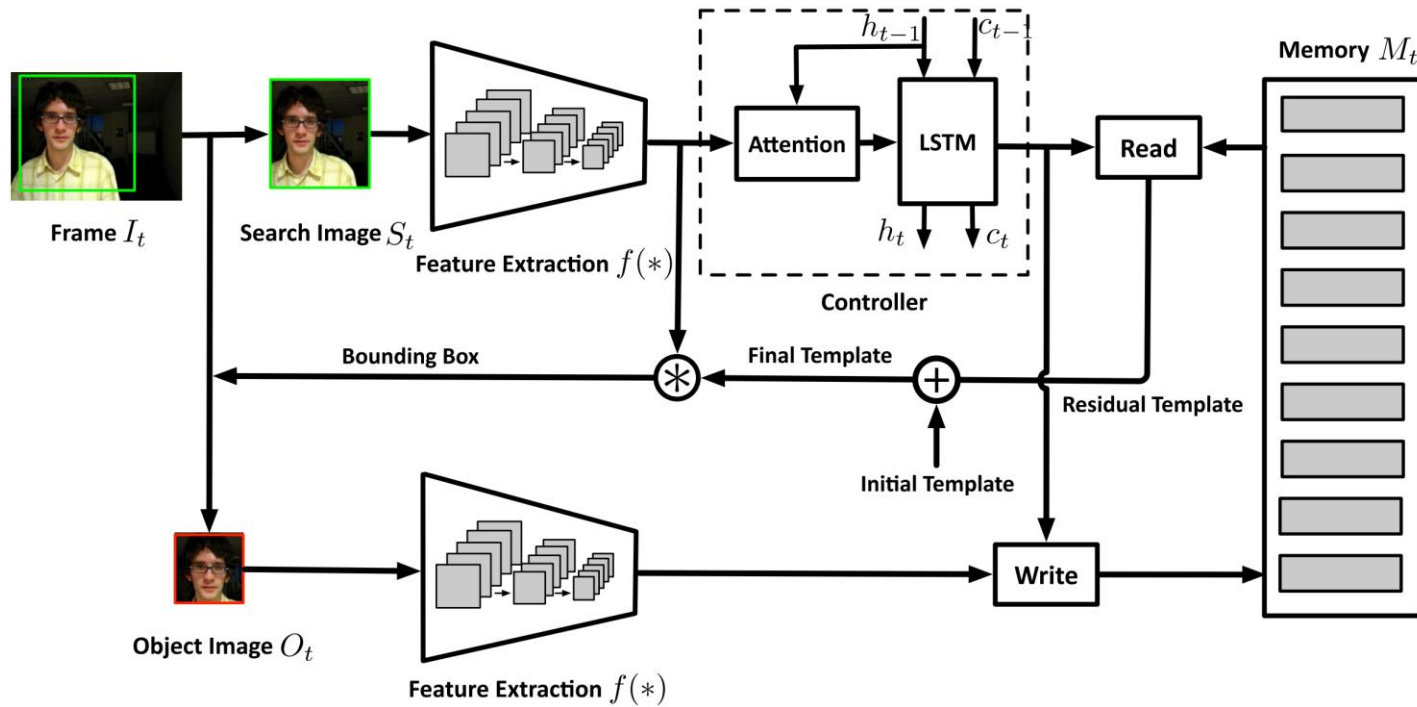 h_{t-1}
c_{t-1}
Memory M_t
Attention
LSTM
Read
Frame I_t
Search Image S_t
h_t
c_t
Feature Extraction f(*)
Controller
Bounding Box
Final Template
*
+
Residual Template
Initial Template
Write
Object Image O_t
Feature Extraction f(*)